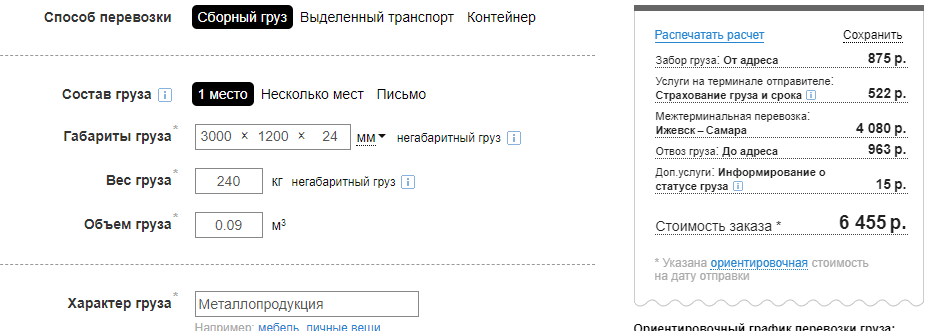 Способ перевозки Сборный груз Выделенный транспорт Контейнер
Состав груза i 1 место Несколько мест Письмо
Габариты груза* 3000 × 1200 × 24 мм негабаритный груз i
Вес груза* 240 кг негабаритный груз i
Объем груза* 0.09 м³
Характер груза* Металлопродукция
Например: мебель, личные вещи
Распечатать расчет Сохранить
Забор груза: От адреса 875 р.
Услуги на терминале отправителе:
Страхование груза и срока i 522 р.
Межтерминальная перевозка:
Ижевск – Самара 4 080 р.
Отвоз груза: До адреса 963 р.
Доп.услуги: Информирование о
статусе груза i 15 р.
Стоимость заказа * 6 455 р.
* Указана ориентировочная стоимость
на дату отправки
Ориентировочный график перевозки груза: